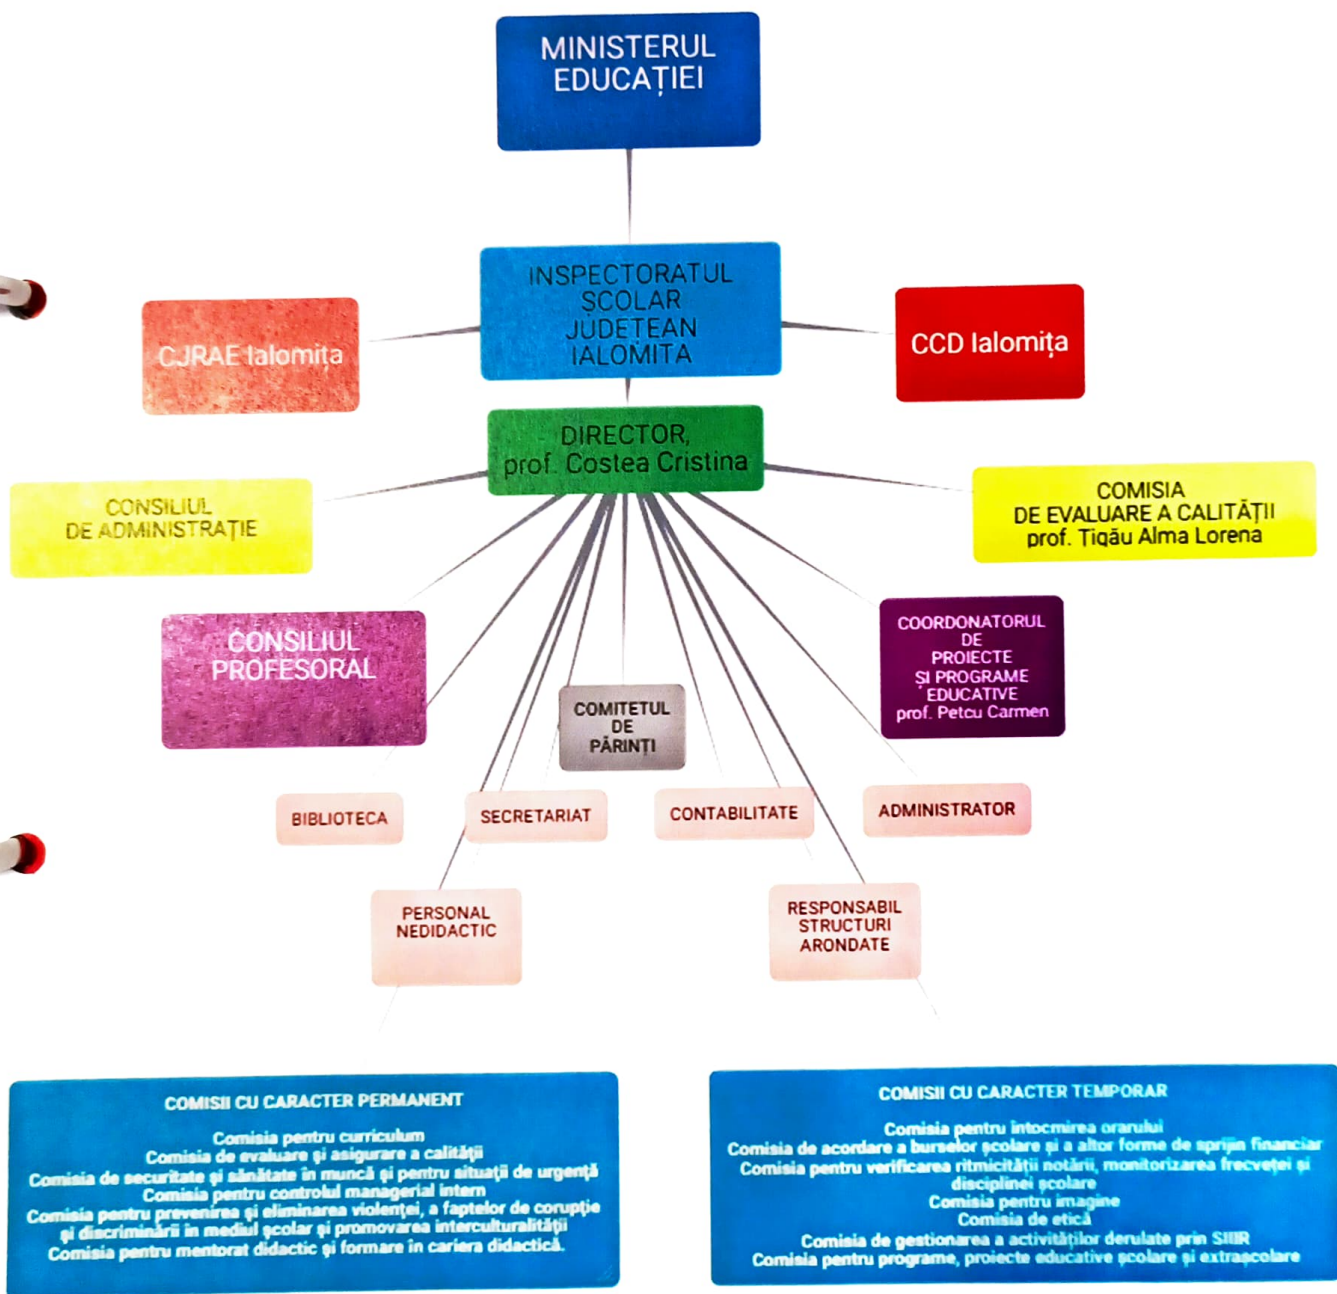 MINISTERUL
EDUCAȚIEI
INSPECTORATUL
ȘCOLAR
JUDEȚEAN
IALOMIȚA
CJRAE Ialomița
CCD Ialomița
DIRECTOR,
prof. Costea Cristina
CONSILIUL
DE ADMINISTRAȚIE
COMISIA
DE EVALUARE A CALITĂȚII
prof. Tigău Alma Lorena
CONSILIUL
PROFESORAL
COORDONATORUL
DE
PROIECTE
ȘI PROGRAME
EDUCATIVE
prof. Petcu Carmen
COMITETUL
DE
PĂRINȚI
BIBLIOTECA
SECRETARIAT
CONTABILITATE
ADMINISTRATOR
PERSONAL
NEDIDACTIC
RESPONSABIL
STRUCTURI
ARONDATE
COMISII CU CARACTER PERMANENT
Comisia pentru curriculum
Comisia de evaluare și asigurare a calității
Comisia de securitate și sănătate în muncă și pentru situații de urgență
Comisia pentru controlul managerial intern
Comisia pentru prevenirea și eliminarea violenței, a faptelor de corupție
și discriminării în mediul școlar și promovarea interculturalității
Comisia pentru mentorat didactic și formare în cariera didactică.
COMISII CU CARACTER TEMPORAR
Comisia pentru întocmirea orarului
Comisia de acordare a burselor școlare și a altor forme de sprijin financiar
Comisia pentru verificarea ritmicității notării, monitorizarea frecveței și
disciplinei școlare
Comisia pentru imagine
Comisia de etică
Comisia de gestionarea a activităților derulate prin SIIIR
Comisia pentru programe, proiecte educative școlare și extrașcolare